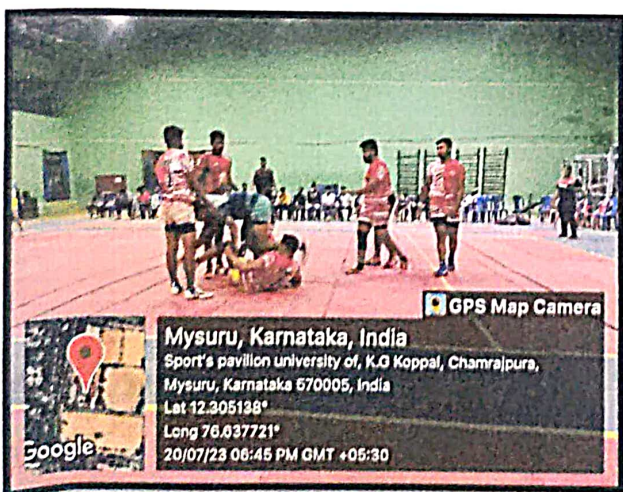 GPS Map Camera
Mysuru, Karnataka, India
Sport's pavilion university of, K.G Koppal, Chamrajpura,
Mysuru, Karnataka 570005, India
Lat 12.305138°
Long 76.637721°
20/07/23 06:45 PM GMT +05:30
Google